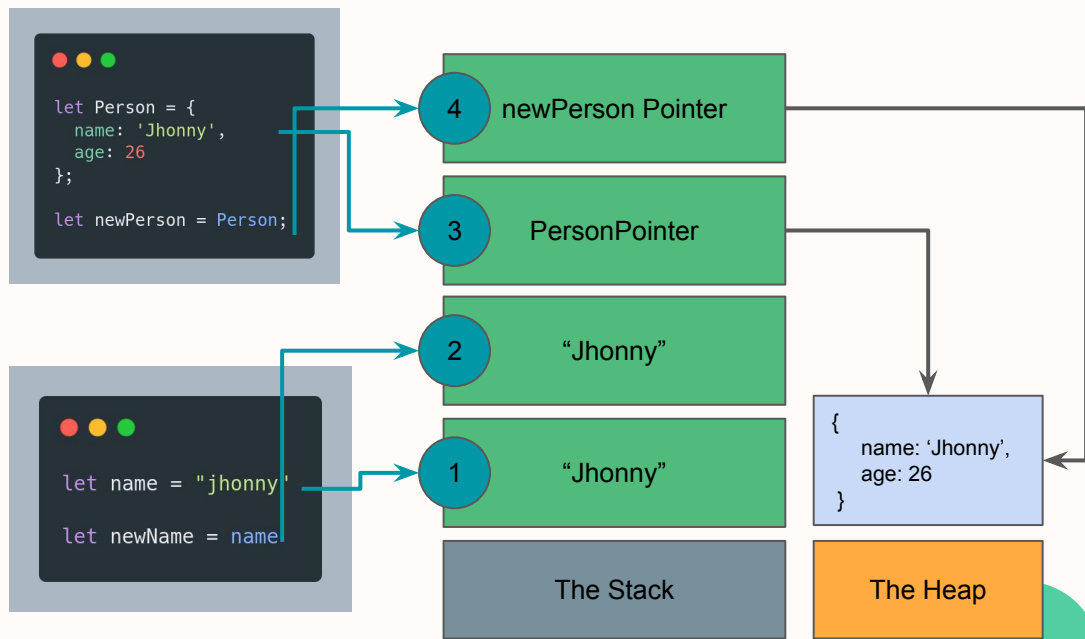 let Person = {
  name: 'Jhonny',
  age: 26
};
let newPerson = Person;
4 newPerson Pointer
3 PersonPointer
2 “Jhonny”
let name = "jhonny"
let newName = name
1 “Jhonny”
{
name: ‘Jhonny’,
age: 26
}
The Stack
The Heap